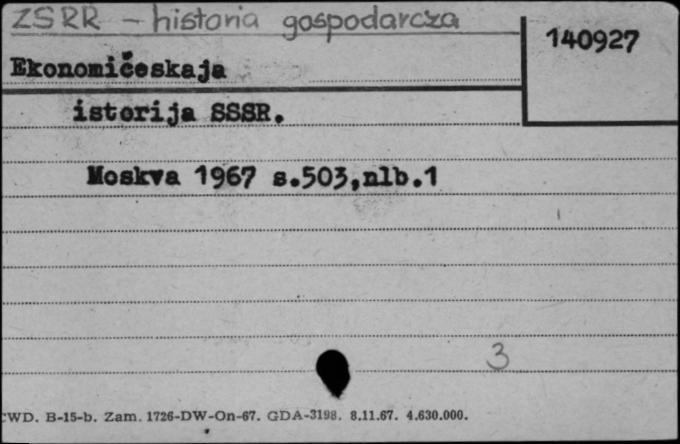 ZSRR - historia gospodarcza
140927
Ekonomičeskaja
istorija SSSR.
Moskva 1967 s.503,nlb.1
3
CWD. B-15-b. Zam. 1726-DW-On-67. GDA-3198. 8.11.67. 4.630.000.